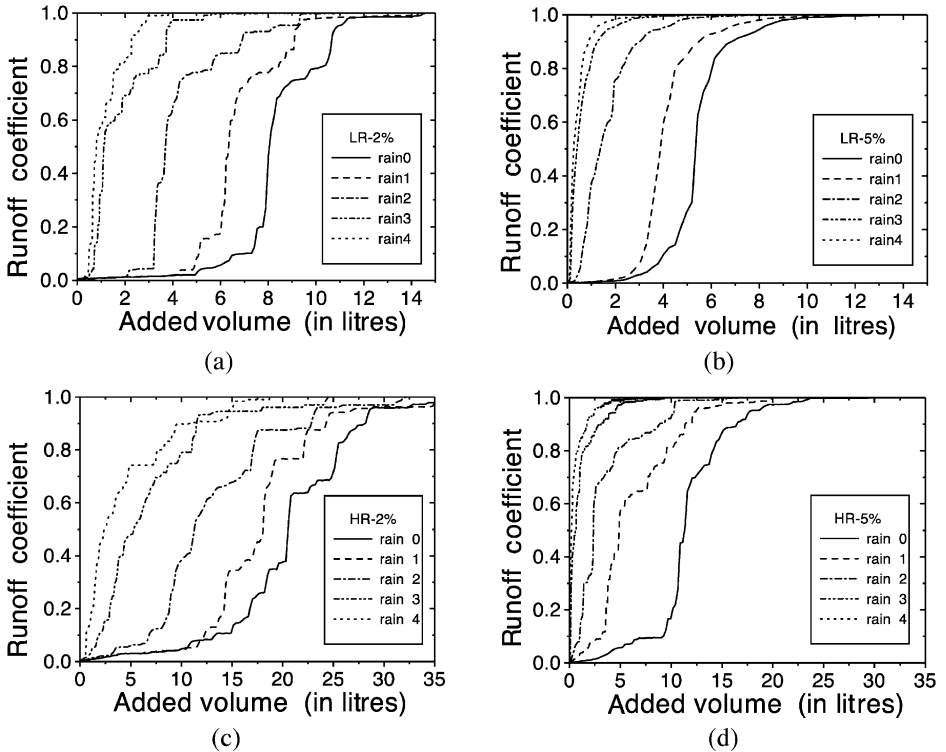 1.0
0.8
0.6
0.4
0.2
0.0
Runoff coefficient
LR-2%
rain0
rain1
rain2
rain3
rain4
0 2 4 6 8 10 12 14
Added volume (in litres)
(a)
1.0
0.8
0.6
0.4
0.2
0.0
Runoff coefficient
LR-5%
rain0
rain1
rain2
rain3
rain4
0 2 4 6 8 10 12 14
Added volume (in litres)
(b)
1.0
0.8
0.6
0.4
0.2
0.0
Runoff coefficient
HR-2%
rain 0
rain 1
rain 2
rain 3
rain 4
0 5 10 15 20 25 30 35
Added volume (in litres)
(c)
1.0
0.8
0.6
0.4
0.2
0.0
Runoff coefficient
HR-5%
rain 0
rain 1
rain 2
rain 3
rain 4
0 5 10 15 20 25 30 35
Added volume (in litres)
(d)